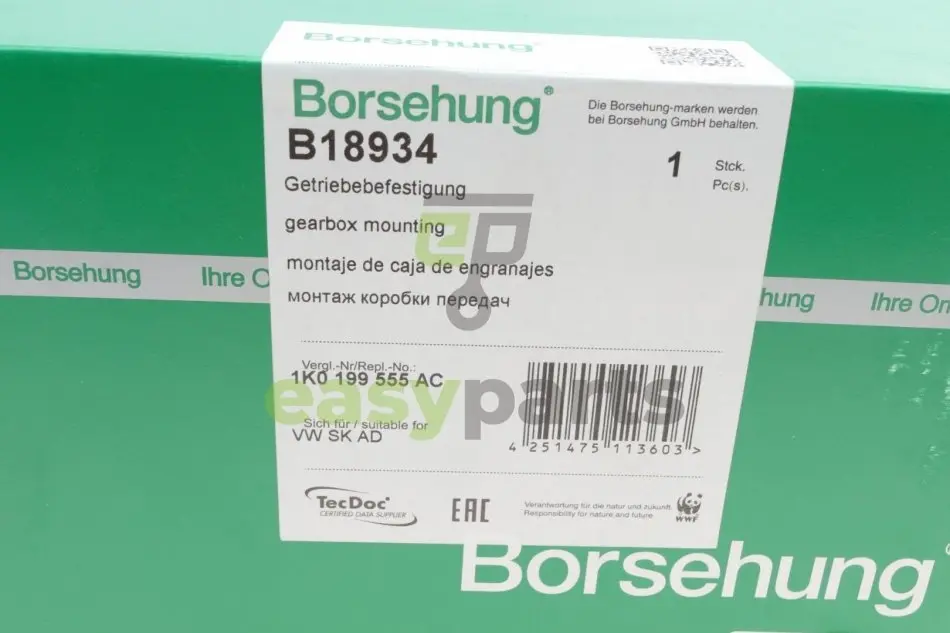 Borsehung
Borsehung®
Die Borsehung-marken werden
bei Borsehung GmbH behalten.
B18934
1 Stck.
Pc(s).
Getriebebefestigung
gearbox mounting
montaje de caja de engranajes
монтаж коробки передач
Borsehung Ihre O
hung Ihre Ori
Vergl.-Nr/Repl.-No.:
1K0 199 555 AC
easyparts
Sich für / suitable for
VW SK AD
4 251475 113603 >
TecDoc®
CERTIFIED DATA SUPPLIER
EAC
Verantwortung für die natur und zukunft.
Responsibility for nature and future.
WWF
Borsehung